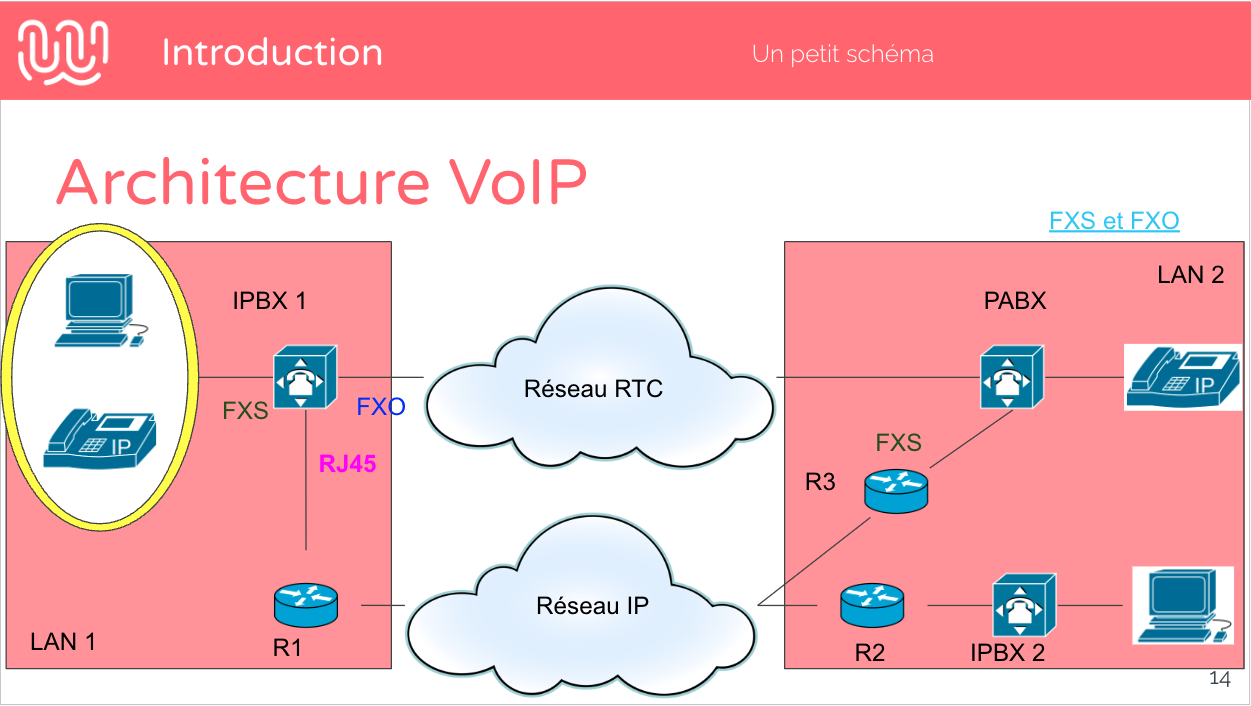 Introduction
Un petit schéma
Architecture VoIP
FXS et FXO
LAN 2
IPBX 1
PABX
Réseau RTC
IP
FXS
FXO
FXS
IP
RJ45
R3
Réseau IP
LAN 1
R1
R2
IPBX 2
14